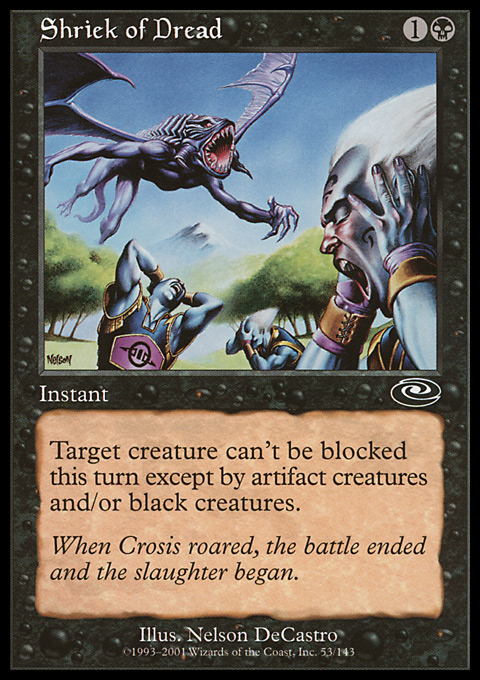 Shriek of Dread 1
NELSON
Instant
Target creature can't be blocked
this turn except by artifact creatures
and/or black creatures.
When Crosis roared, the battle ended
and the slaughter began.
Illus. Nelson DeCastro
©1993–2001 Wizards of the Coast, Inc. 53/143